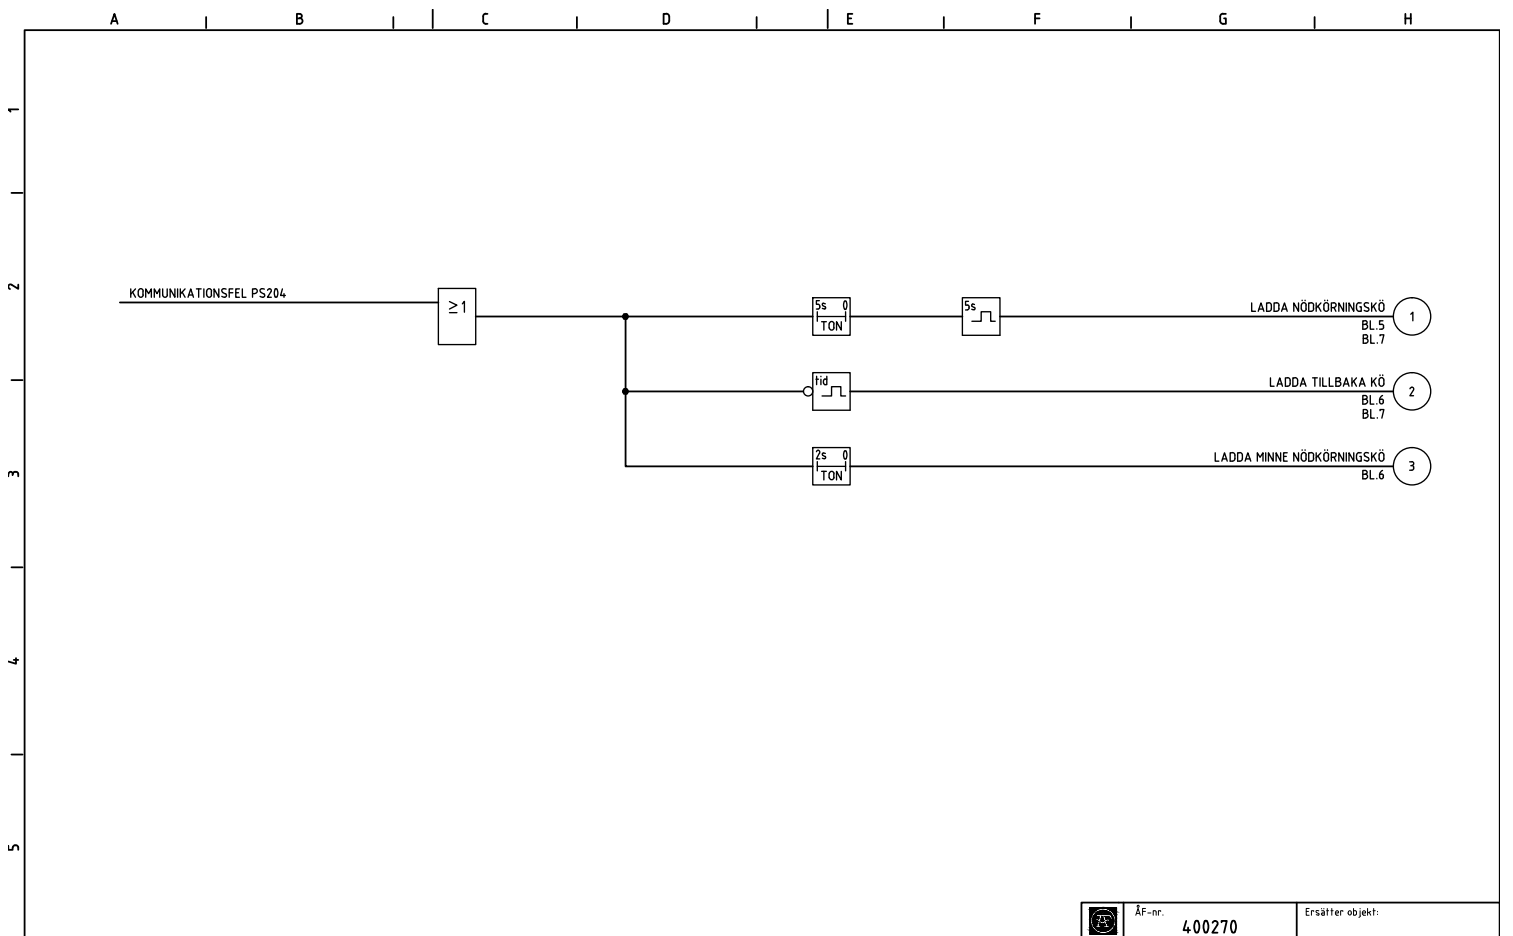 A B C D E F G H
1
2
KOMMUNIKATIONSFEL PS204
≥1
5s 0
TON
5s
LADDA NÖDKÖRNINGSKÖ
1
BL.5
BL.7
tid
LADDA TILLBAKA KÖ
2
BL.6
BL.7
3
2s 0
TON
LADDA MINNE NÖDKÖRNINGSKÖ
3
BL.6
4
5
ÅF
ÅF-nr.
400270
Ersätter objekt: